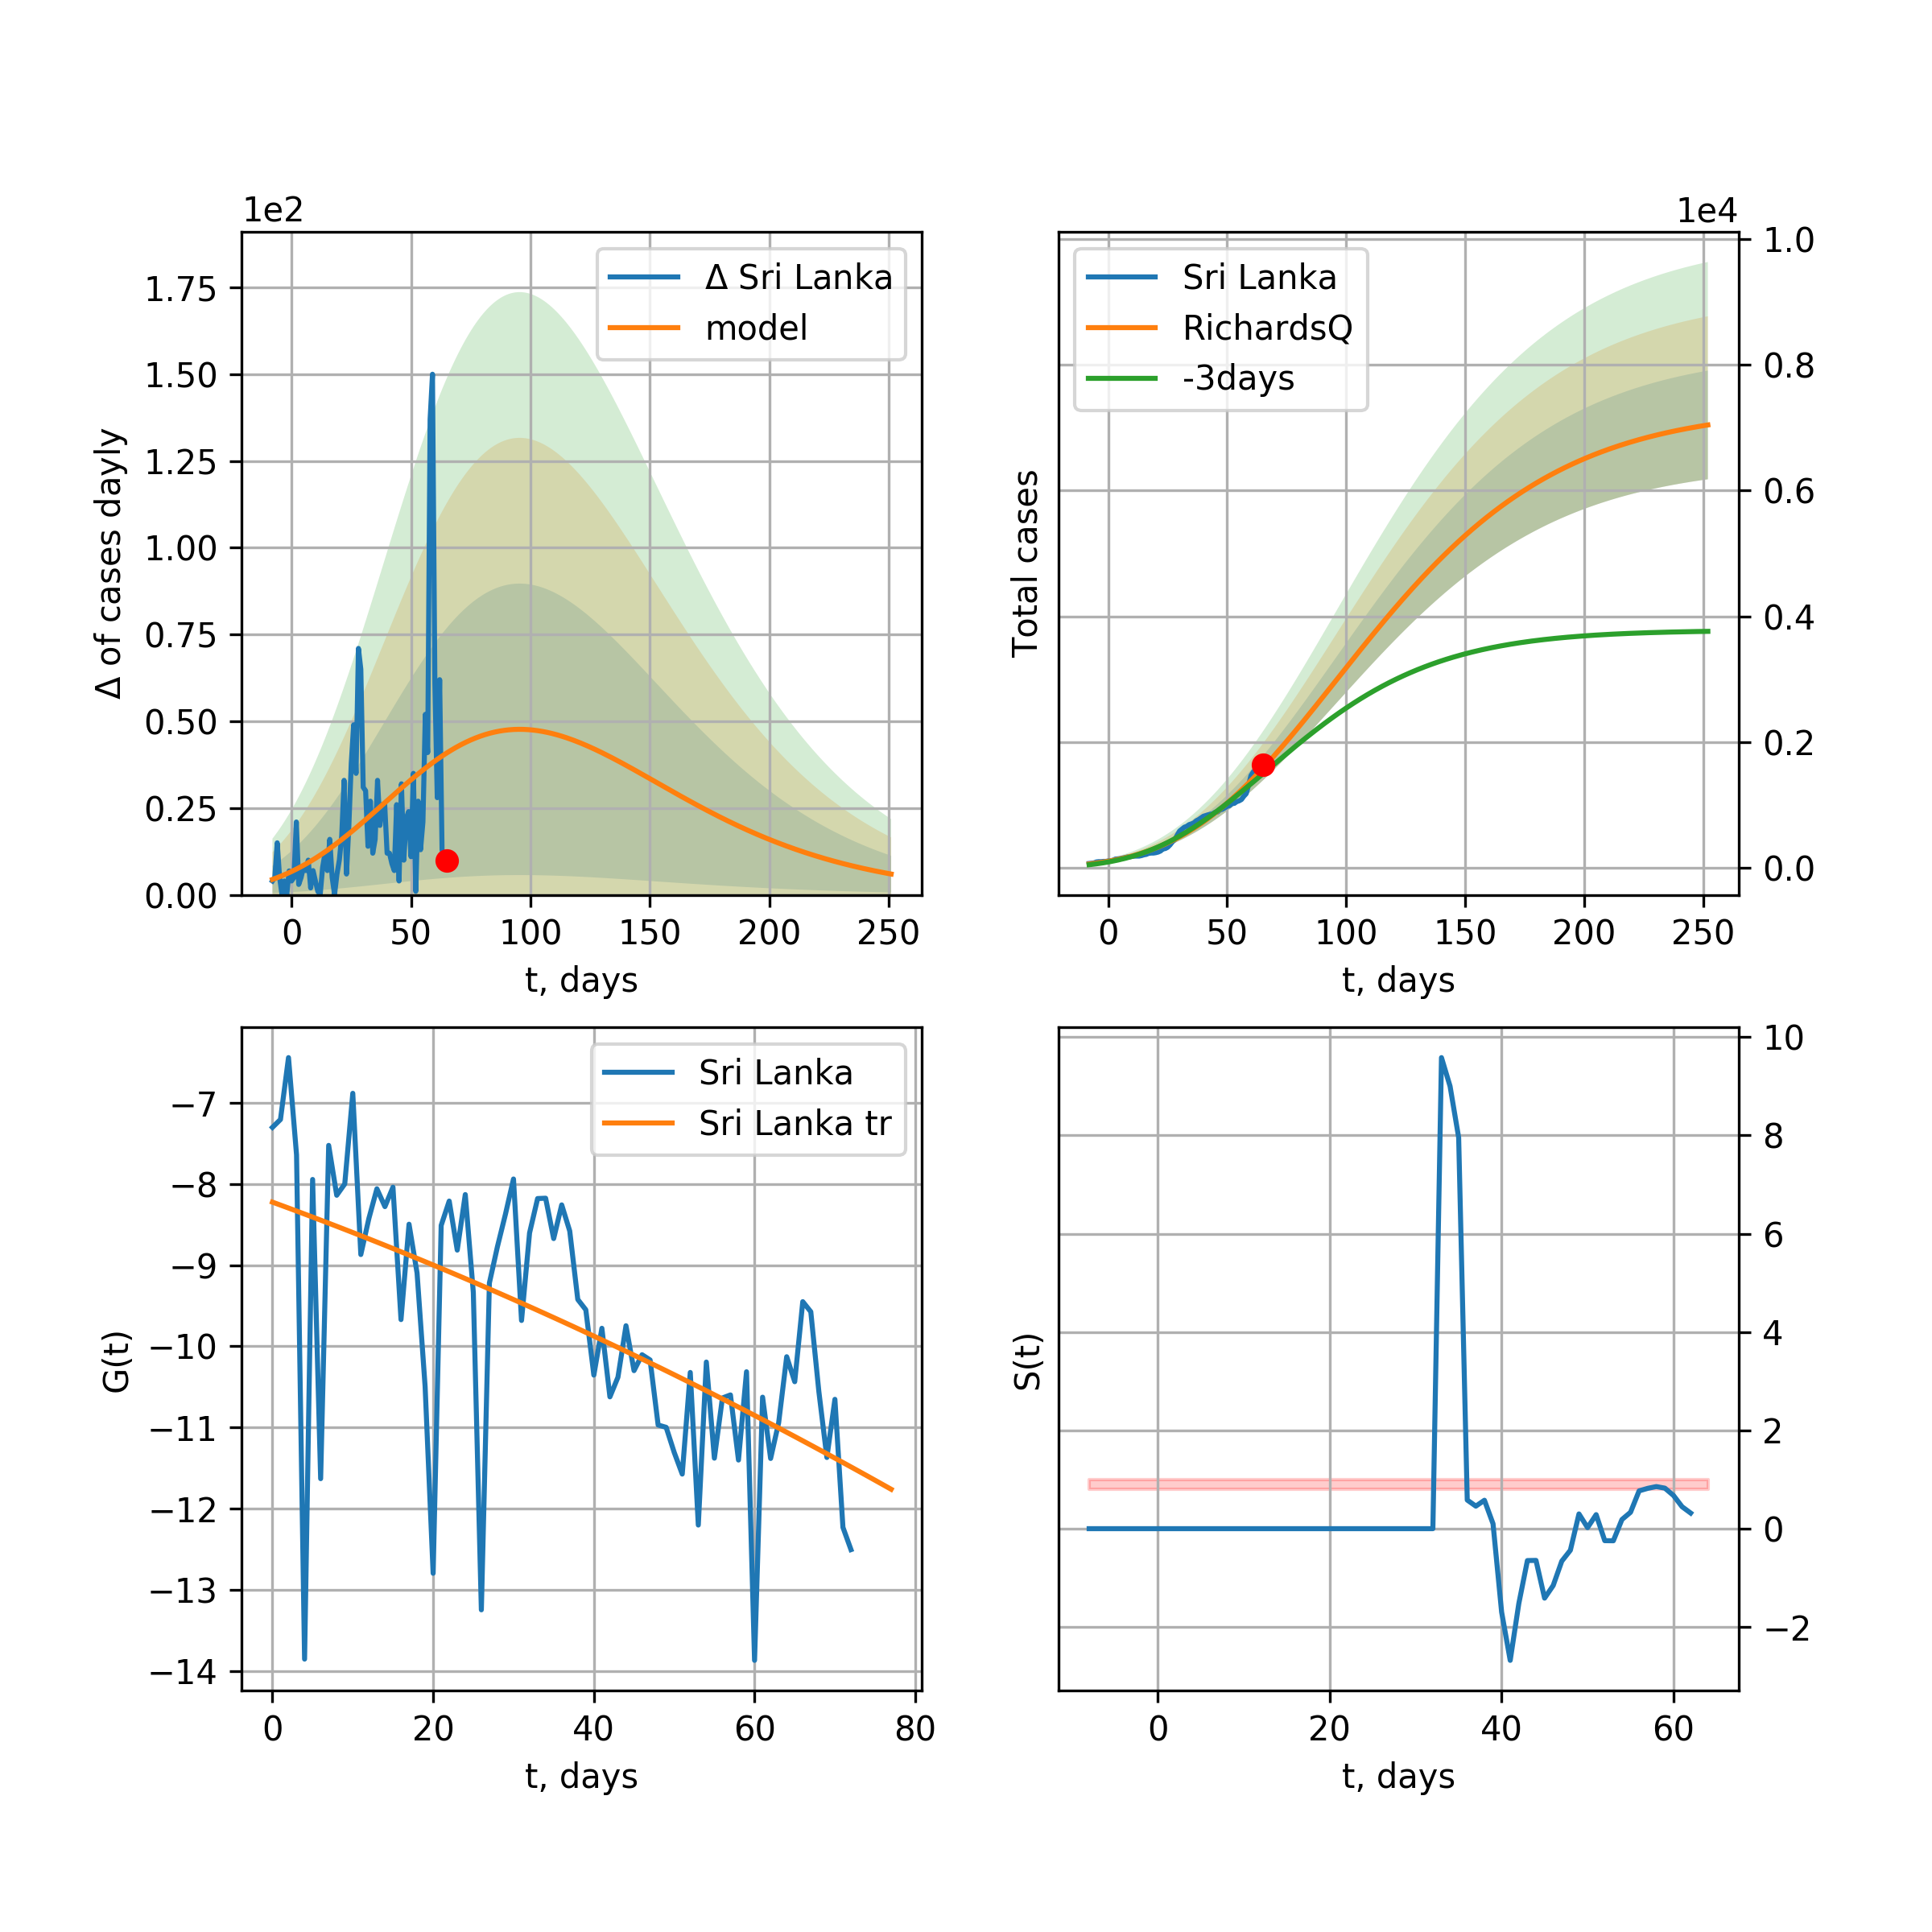 1e2
Δ of cases dayly
1.75
1.50
1.25
1.00
0.75
0.50
0.25
0.00
0 50 100 150 200 250
t, days
Δ Sri Lanka
model
1e4
Total cases
1.0
0.8
0.6
0.4
0.2
0.0
0 50 100 150 200 250
t, days
Sri Lanka
RichardsQ
-3days
G(t)
−7
−8
−9
−10
−11
−12
−13
−14
0 20 40 60 80
t, days
Sri Lanka
Sri Lanka tr
S(t)
10
8
6
4
2
0
−2
0 20 40 60
t, days